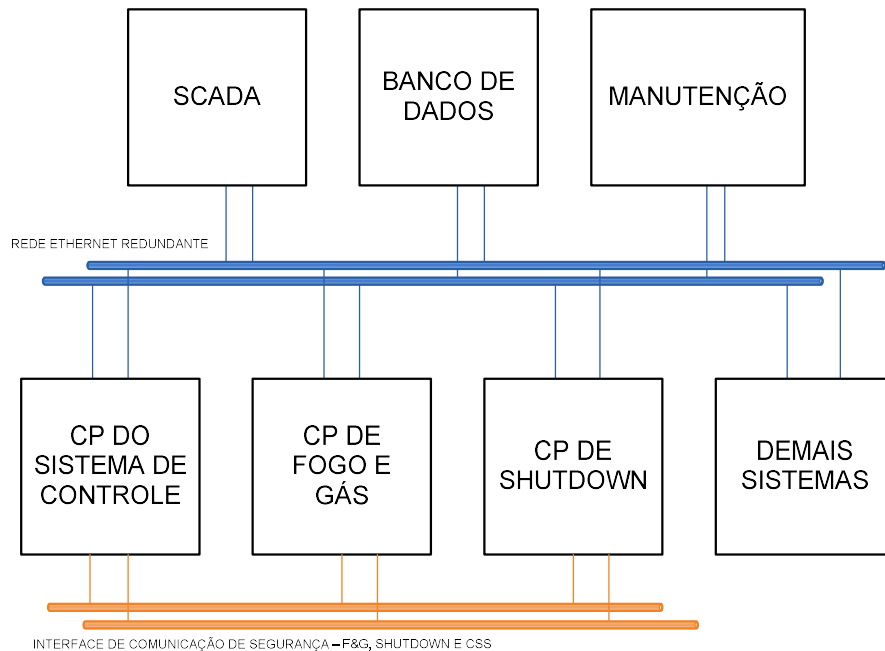 SCADA
BANCO DE
DADOS
MANUTENÇÃO
REDE ETHERNET REDUNDANTE
CP DO
SISTEMA DE
CONTROLE
CP DE
FOGO E
GÁS
CP DE
SHUTDOWN
DEMAIS
SISTEMAS
INTERFACE DE COMUNICAÇÃO DE SEGURANÇA – F&G, SHUTDOWN E CSS